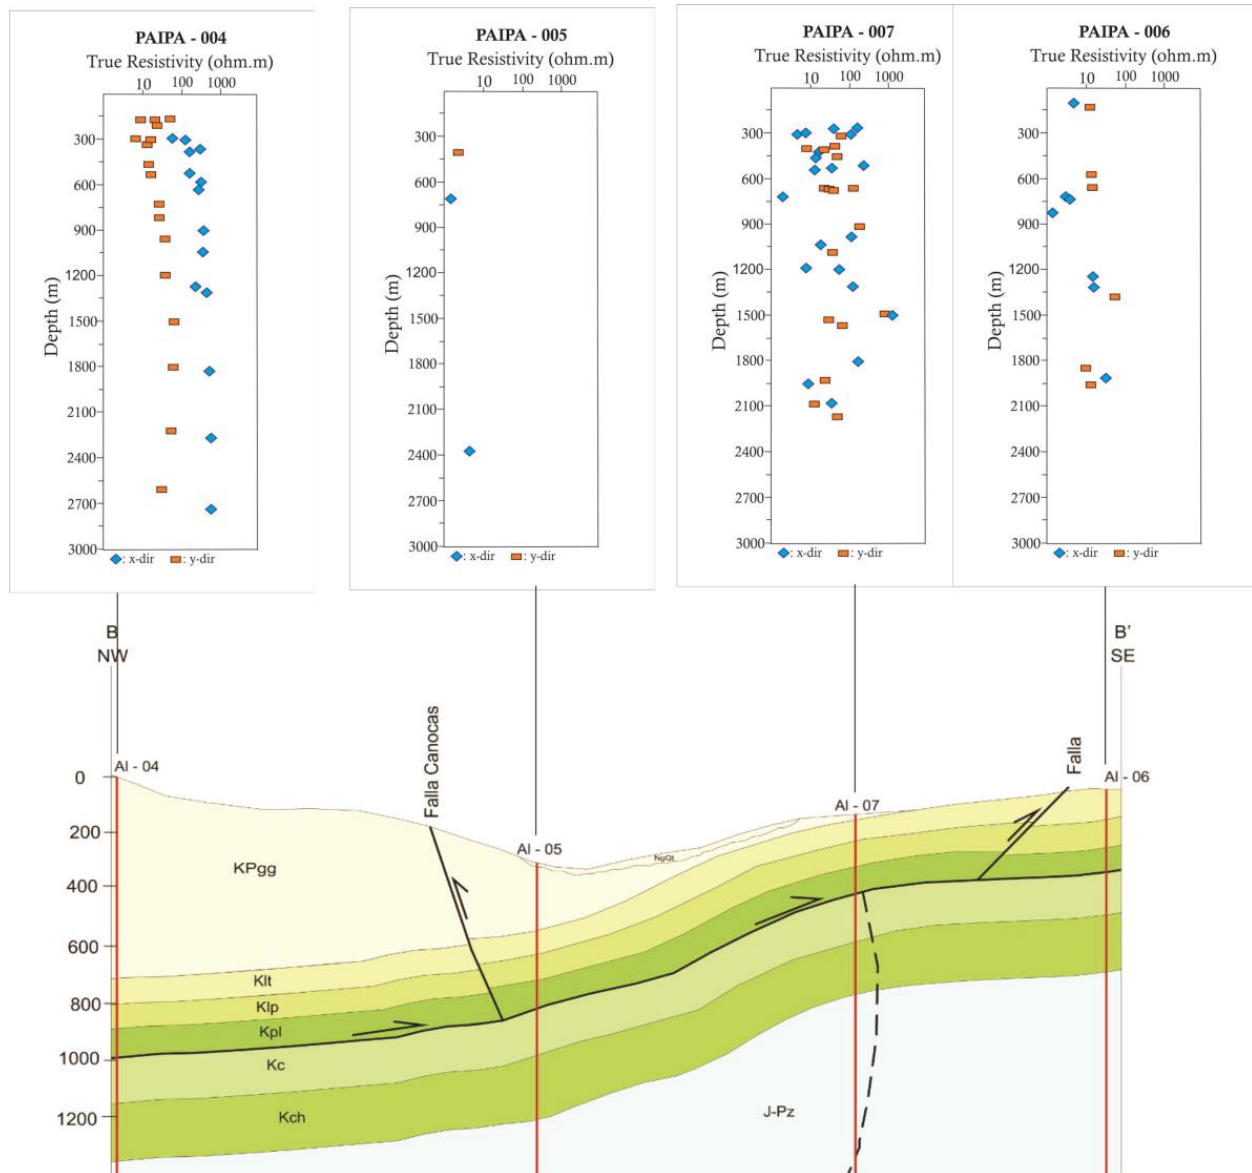 PAIPA - 004
True Resistivity (ohm.m)
10 100 1000
300
600
900
1200
1500
1800
2100
2400
2700
3000
Depth (m)
: x-dir : y-dir
PAIPA - 005
True Resistivity (ohm.m)
10 100 1000
300
600
900
1200
1500
1800
2100
2400
2700
3000
Depth (m)
: x-dir : y-dir
PAIPA - 007
True Resistivity (ohm.m)
10 100 1000
300
600
900
1200
1500
1800
2100
2400
2700
3000
Depth (m)
: x-dir : y-dir
PAIPA - 006
True Resistivity (ohm.m)
10 100 1000
300
600
900
1200
1500
1800
2100
2400
2700
3000
Depth (m)
: x-dir : y-dir
B
NW
B'
SE
Al - 04
Falla Canocas
Al - 05
Al - 07
Falla
Al - 06
0
200
400
600
800
1000
1200
KPgg
NgQt
Klt
Klp
Kpl
Kc
Kch
J-Pz